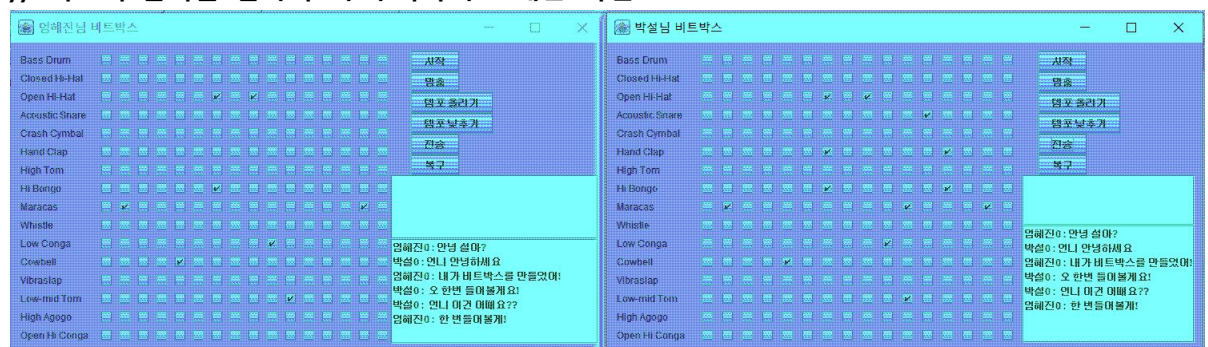 엄혜진님 비트박스
Bass Drum
Closed Hi-Hat
Open Hi-Hat
Acoustic Snare
Crash Cymbal
Hand Clap
High Tom
Hi Bongo
Maracas
Whistle
Low Conga
Cowbell
Vibraslap
Low-mid Tom
High Agogo
Open Hi Conga
시작
멈춤
템포 올리기
템포낮추기
전송
복구
엄혜진0: 안녕 설아?
박설0: 언니 안녕하세요
엄혜진0: 내가 비트박스를 만들었어!
박설0: 오 한번 들어볼게요!
박설0: 언니 이건 어때요??
엄혜진0: 한 번들어볼게!
박설님 비트박스
Bass Drum
Closed Hi-Hat
Open Hi-Hat
Acoustic Snare
Crash Cymbal
Hand Clap
High Tom
Hi Bongo
Maracas
Whistle
Low Conga
Cowbell
Vibraslap
Low-mid Tom
High Agogo
Open Hi Conga
시작
멈춤
템포 올리기
템포낮추기
전송
복구
엄혜진0: 안녕 설아?
박설0: 언니 안녕하세요
엄혜진0: 내가 비트박스를 만들었어!
박설0: 오 한번 들어볼게요!
박설0: 언니 이건 어때요??
엄혜진0: 한 번들어볼게!